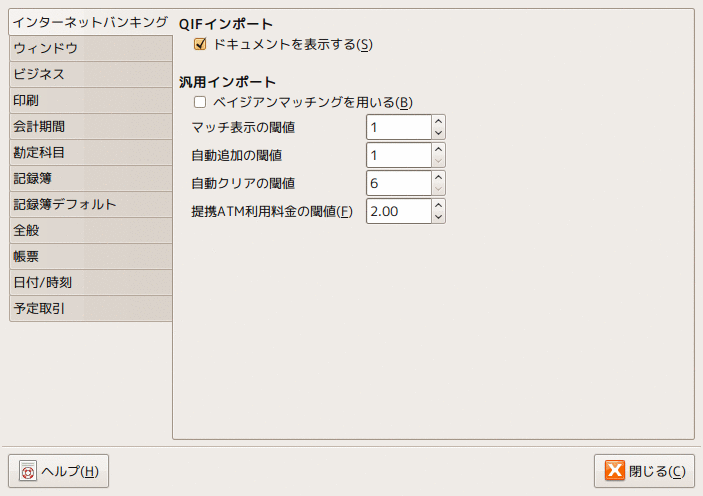 インターネットバンキング
ウィンドウ
ビジネス
印刷
会計期間
勘定科目
記録簿
記録簿デフォルト
全般
帳票
日付/時刻
予定取引
QIFインポート
ドキュメントを表示する(S)
汎用インポート
ベイジアンマッチングを用いる(B)
マッチ表示の閾値 1
自動追加の閾値 1
自動クリアの閾値 6
提携ATM利用料金の閾値(F) 2.00
ヘルプ(H)
閉じる(C)